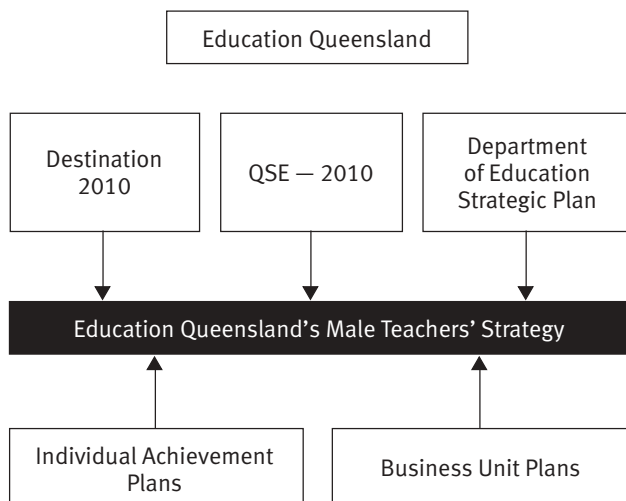 Education Queensland
Destination
2010
QSE — 2010
Department
of Education
Strategic Plan
Education Queensland’s Male Teachers’ Strategy
Individual Achievement
Plans
Business Unit Plans